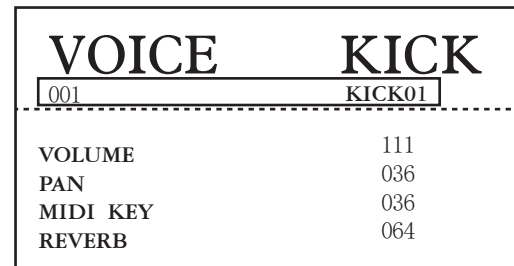 VOICE KICK
001 KICK01
VOLUME 111
PAN 036
MIDI KEY 036
REVERB 064